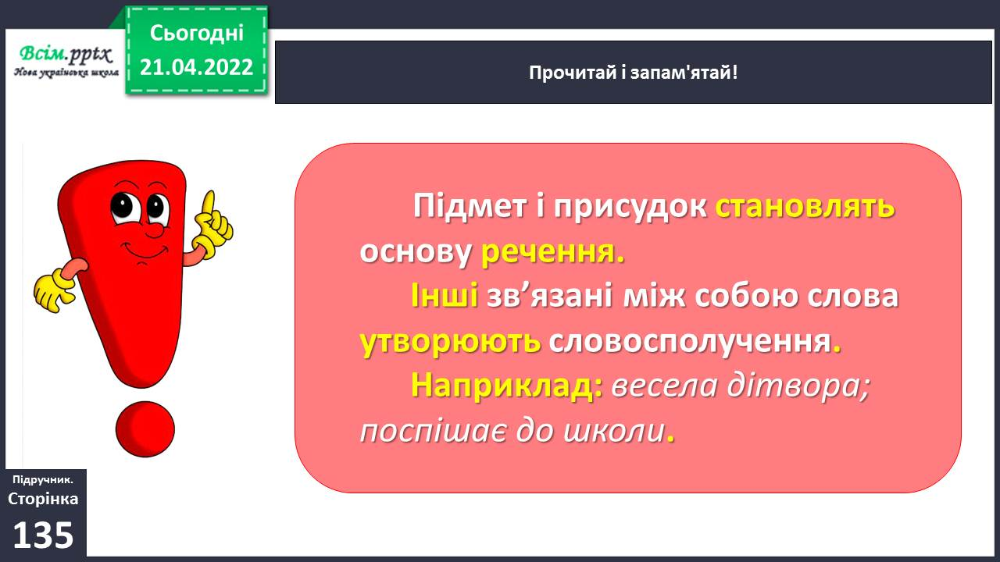 Всім.pptx
Нова українська школа
Сьогодні
21.04.2022
Прочитай і запам'ятай!
Підмет і присудок становлять
основу речення.
Інші зв’язані між собою слова
утворюють словосполучення.
Наприклад: весела дітвора;
поспішає до школи.
Підручник.
Сторінка
135